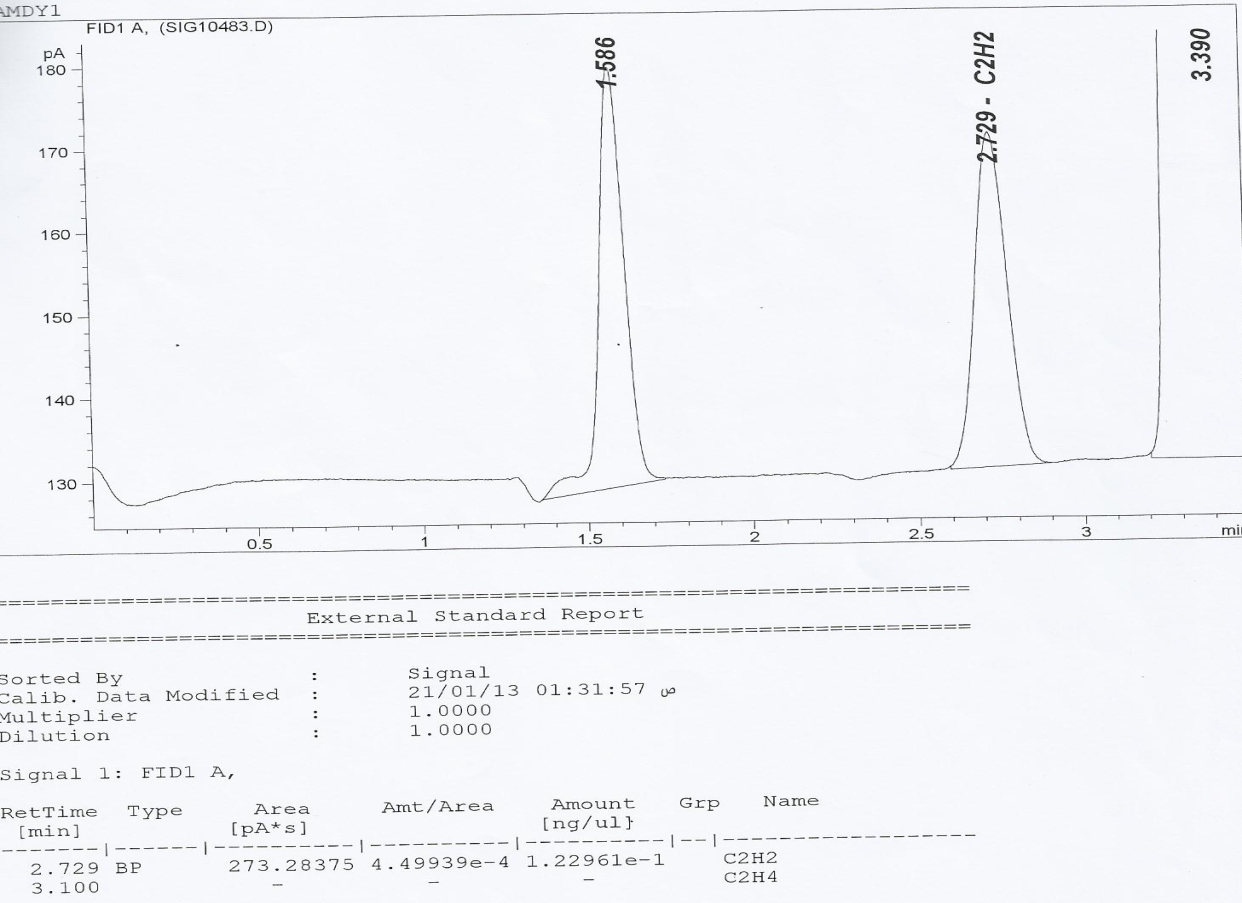 AMDY1
FID1 A, (SIG10483.D)
pA
180
170
160
150
140
130
1.586
2.729 - C2H2
3.390
0.5 1 1.5 2 2.5 3 min
External Standard Report
Sorted By : Signal
Calib. Data Modified : 21/01/13 01:31:57 ص
Multiplier : 1.0000
Dilution : 1.0000
Signal 1: FID1 A,
RetTime Type Area Amt/Area Amount Grp Name
[min] [pA*s] [ng/ul]
-------|------|----------|----------|----------|--|------------------
2.729 BP 273.28375 4.49939e-4 1.22961e-1 C2H2
3.100 - - - C2H4